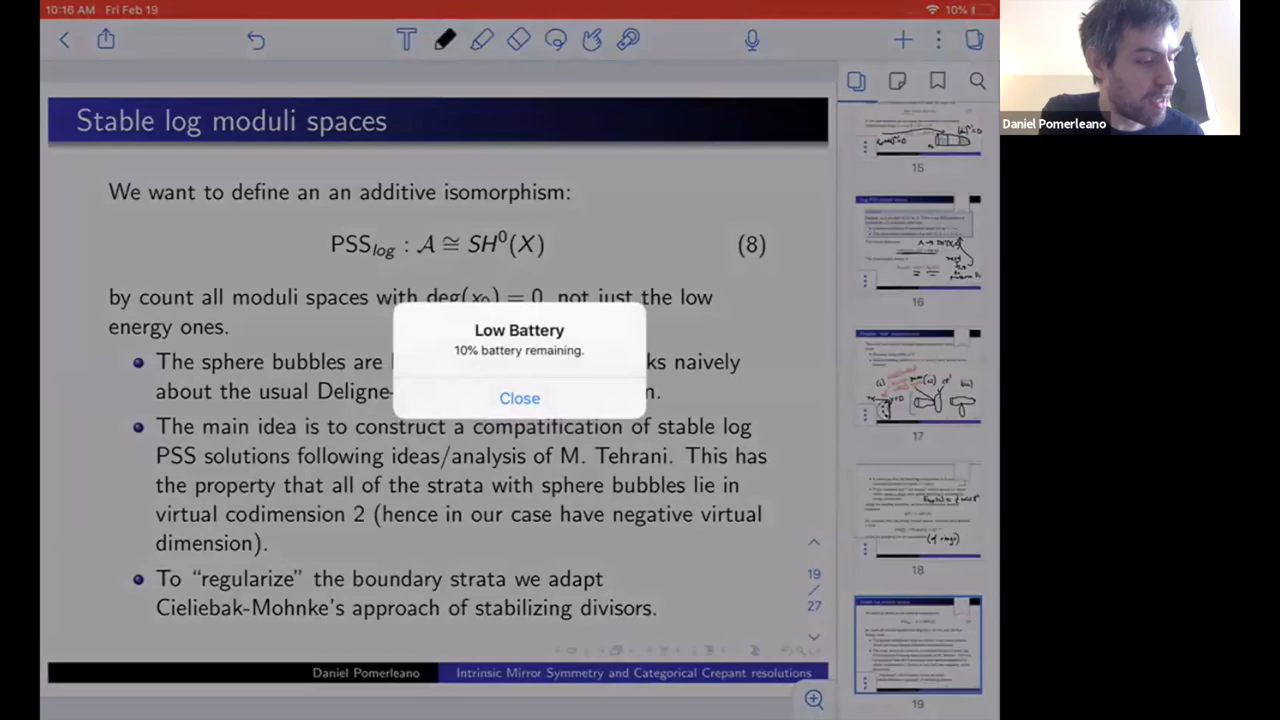 10:16 AM Fri Feb 19
10%
Daniel Pomerleano
Stable log moduli spaces
We want to define an an additive isomorphism:
PSS_log : A ≅ SH^0(X) (8)
by count all moduli spaces with deg(x_0) = 0, not just the low
energy ones.
The sphere bubbles are
ks naively
about the usual Deligne-
n.
Low Battery
10% battery remaining.
Close
The main idea is to construct a compatification of stable log
PSS solutions following ideas/analysis of M. Tehrani. This has
the property that all of the strata with sphere bubbles lie in
virtual codimension 2 (hence in our case have negative virtual
dimension).
To “regularize” the boundary strata we adapt
Cieliebak-Mohnke's approach of stabilizing divisors.
19
/
27
Daniel Pomerleano Intrinsic Mirror Symmetry and Categorical Crepant resolutions
15
16
17
18
(of rings)
19